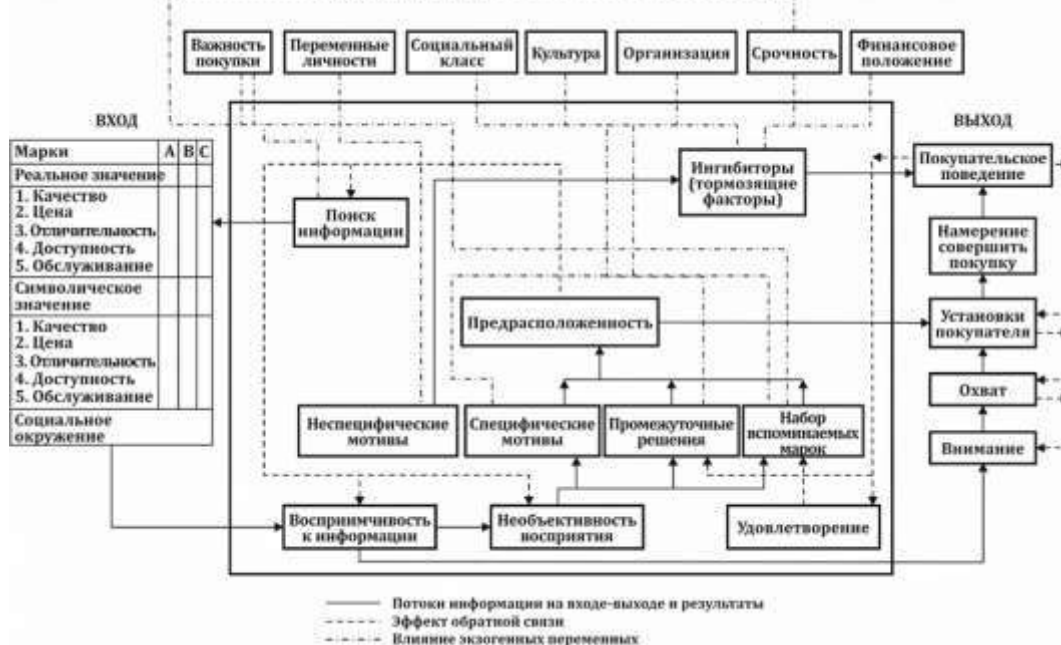 Важность
покупки
Переменные
личности
Социальный
класс
Культура
Организация
Срочность
Финансовое
положение
ВХОД
ВЫХОД
Марки A B C
Реальное значение
1. Качество
2. Цена
3. Отличительность
4. Доступность
5. Обслуживание
Символическое
значение
1. Качество
2. Цена
3. Отличительность
4. Доступность
5. Обслуживание
Социальное
окружение
Поиск
информации
Ингибиторы
(тормозящие
факторы)
Покупательское
поведение
Намерение
совершить
покупку
Предрасположенность
Установки
покупателя
Охват
Неспецифические
мотивы
Специфические
мотивы
Промежуточные
решения
Набор
вспоминаемых
марок
Внимание
Восприимчивость
к информации
Необъективность
восприятия
Удовлетворение
Потоки информации на входе-выходе и результаты
Эффект обратной связи
Влияние экзогенных переменных